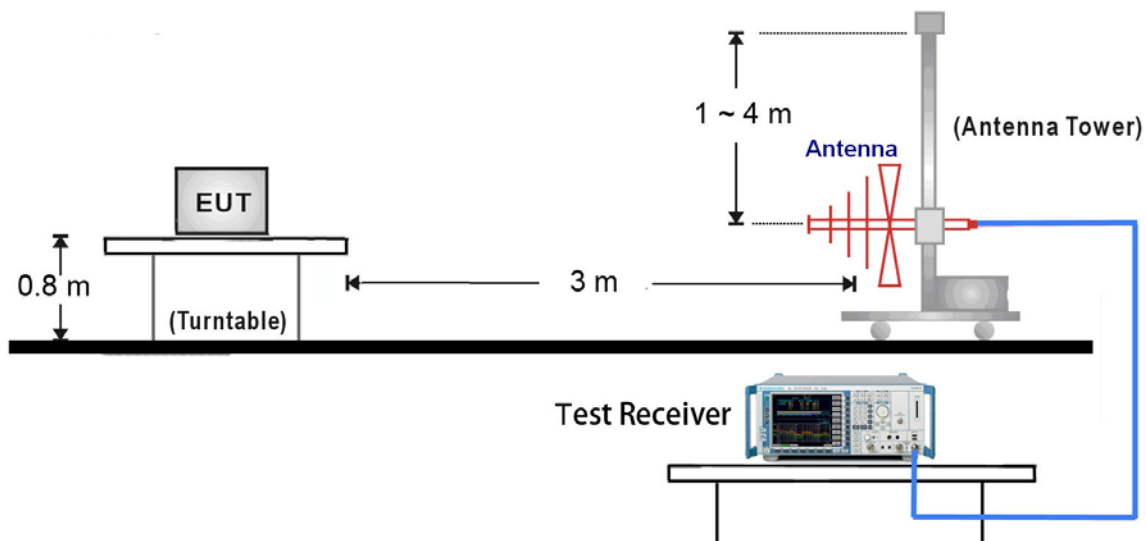 1 ~ 4 m
(Antenna Tower)
Antenna
EUT
0.8 m
3 m
(Turntable)
Test Receiver